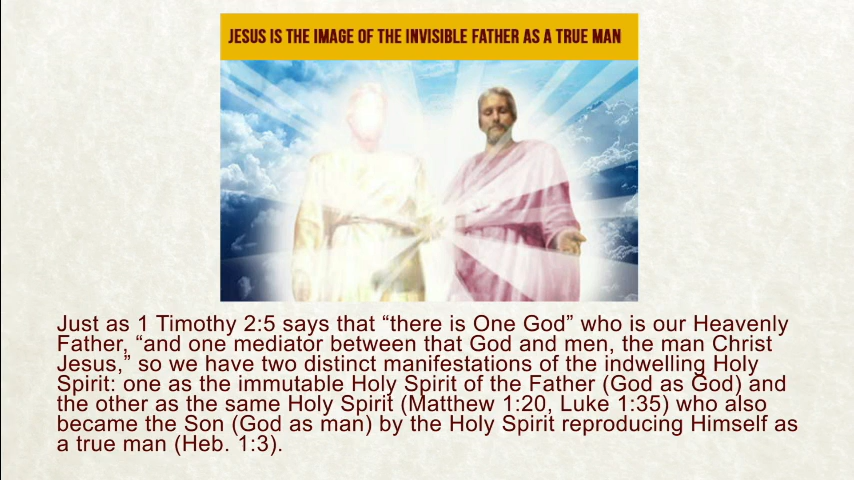 JESUS IS THE IMAGE OF THE INVISIBLE FATHER AS A TRUE MAN
Just as 1 Timothy 2:5 says that “there is One God” who is our Heavenly
Father, “and one mediator between that God and men, the man Christ
Jesus,” so we have two distinct manifestations of the indwelling Holy
Spirit: one as the immutable Holy Spirit of the Father (God as God) and
the other as the same Holy Spirit (Matthew 1:20, Luke 1:35) who also
became the Son (God as man) by the Holy Spirit reproducing Himself as
a true man (Heb. 1:3).